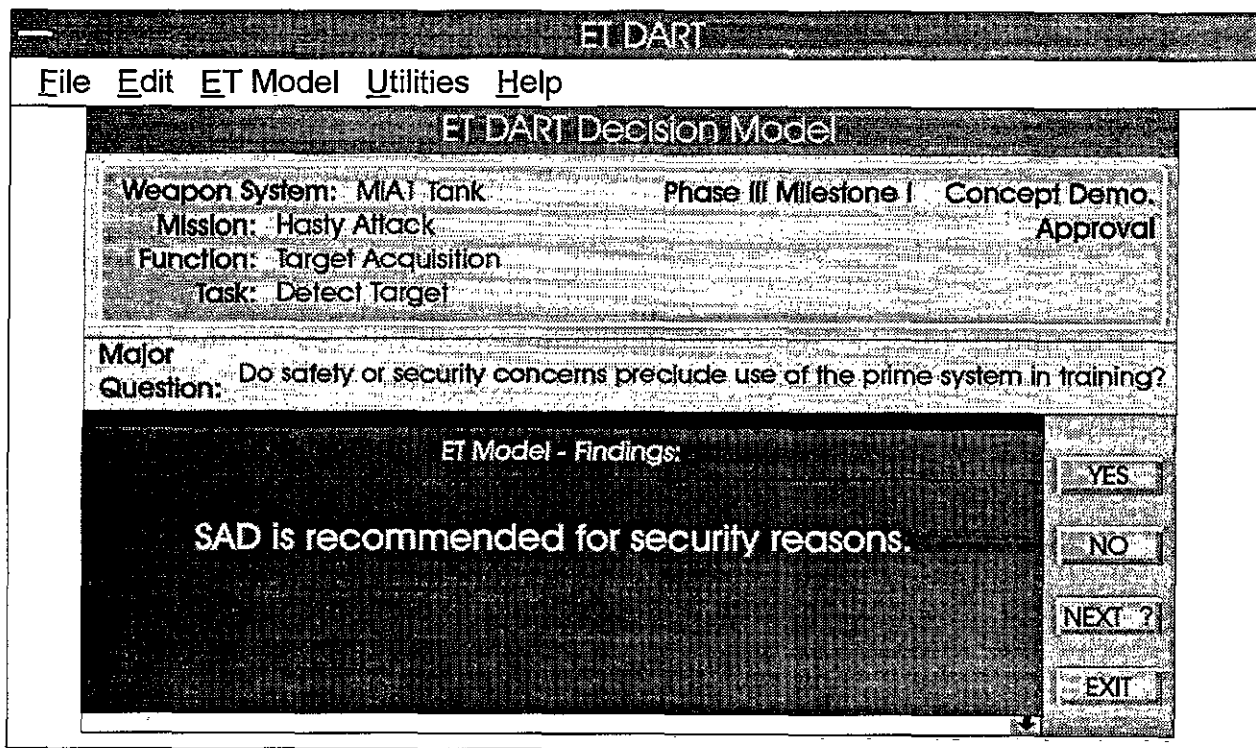 ET DART
File Edit ET Model Utilities Help
ET DART Decision Model
Weapon System: MIA1 Tank Phase III Milestone I Concept Demo.
Mission: Hasty Attack Approval
Function: Target Acquisition
Task: Detect Target
Major
Question: Do safety or security concerns preclude use of the prime system in training?
ET Model - Findings:
YES
SAD is recommended for security reasons.
NO
NEXT ?
EXIT